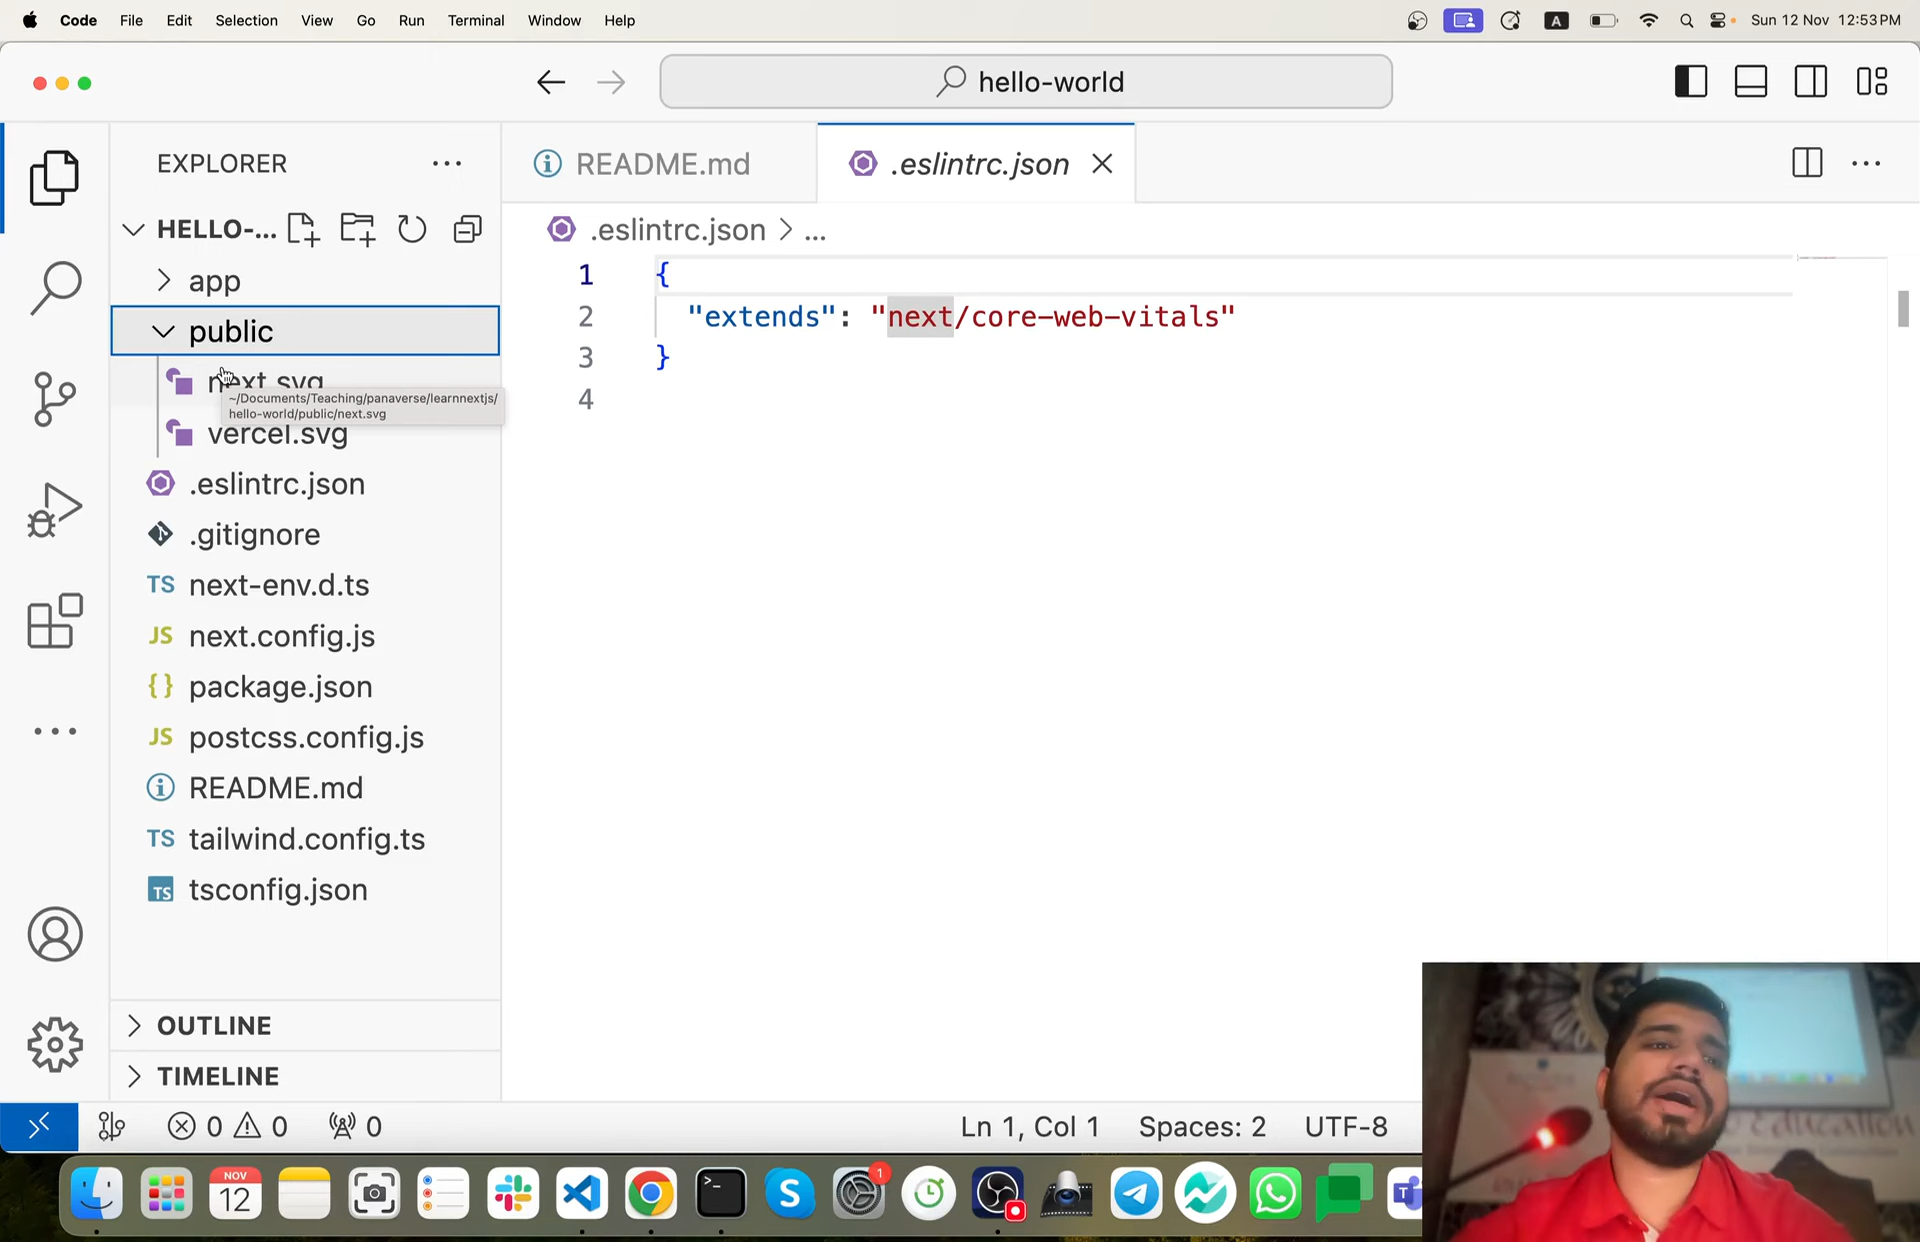 Code File Edit Selection View Go Run Terminal Window Help
A
Sun 12 Nov 12:53 PM
hello-world
EXPLORER
README.md
.eslintrc.json
HELLO-...
.eslintrc.json > ...
app
public
next.svg
~/Documents/Teaching/panaverse/learnnextjs/
hello-world/public/next.svg
vercel.svg
.eslintrc.json
.gitignore
TS next-env.d.ts
JS next.config.js
{} package.json
JS postcss.config.js
README.md
TS tailwind.config.ts
TS tsconfig.json
1 {
2 "extends": "next/core-web-vitals"
3 }
4
OUTLINE
TIMELINE
0 0 0
Ln 1, Col 1 Spaces: 2 UTF-8
NOV
12
S
1
T